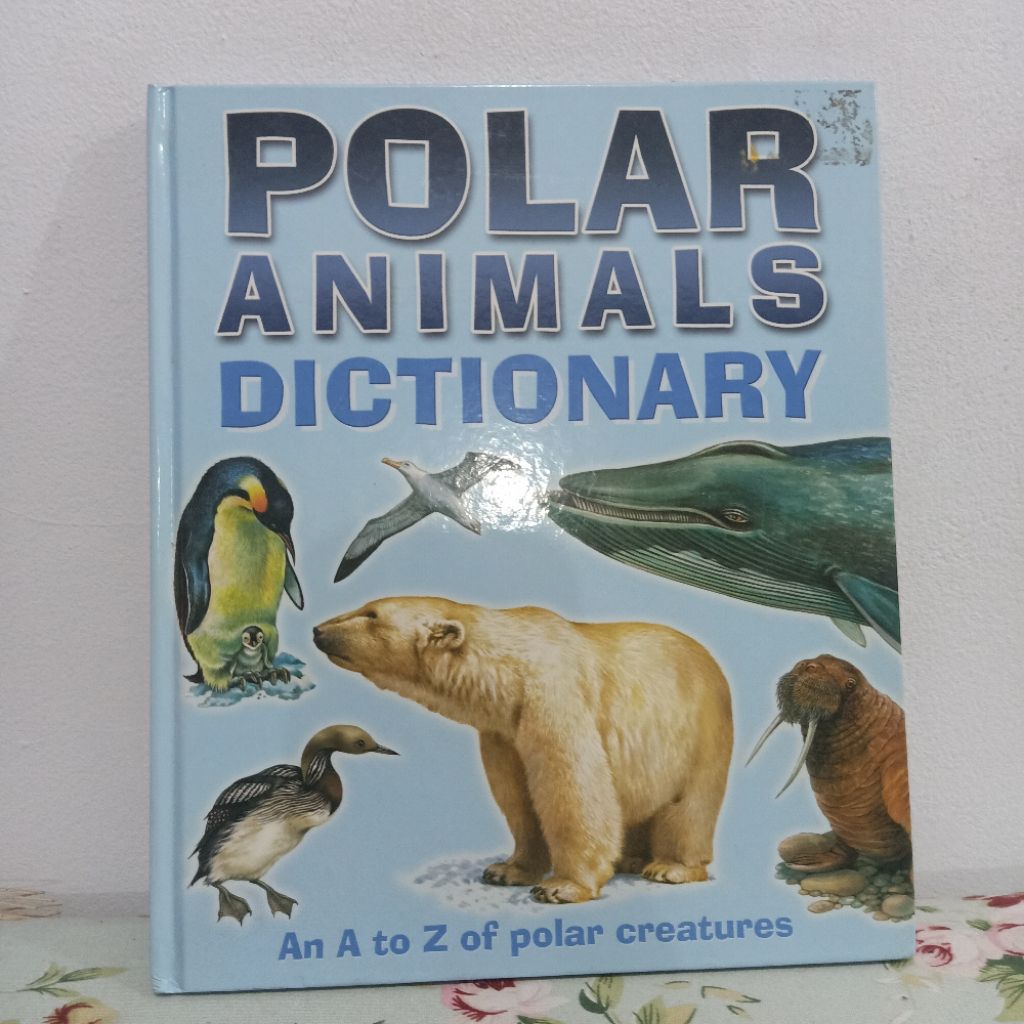 POLAR
ANIMALS
DICTIONARY
An A to Z of polar creatures